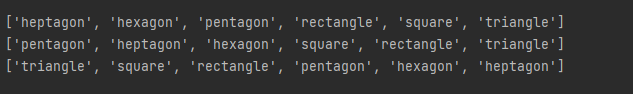 ['heptagon', 'hexagon', 'pentagon', 'rectangle', 'square', 'triangle']
['pentagon', 'heptagon', 'hexagon', 'square', 'rectangle', 'triangle']
['triangle', 'square', 'rectangle', 'pentagon', 'hexagon', 'heptagon']